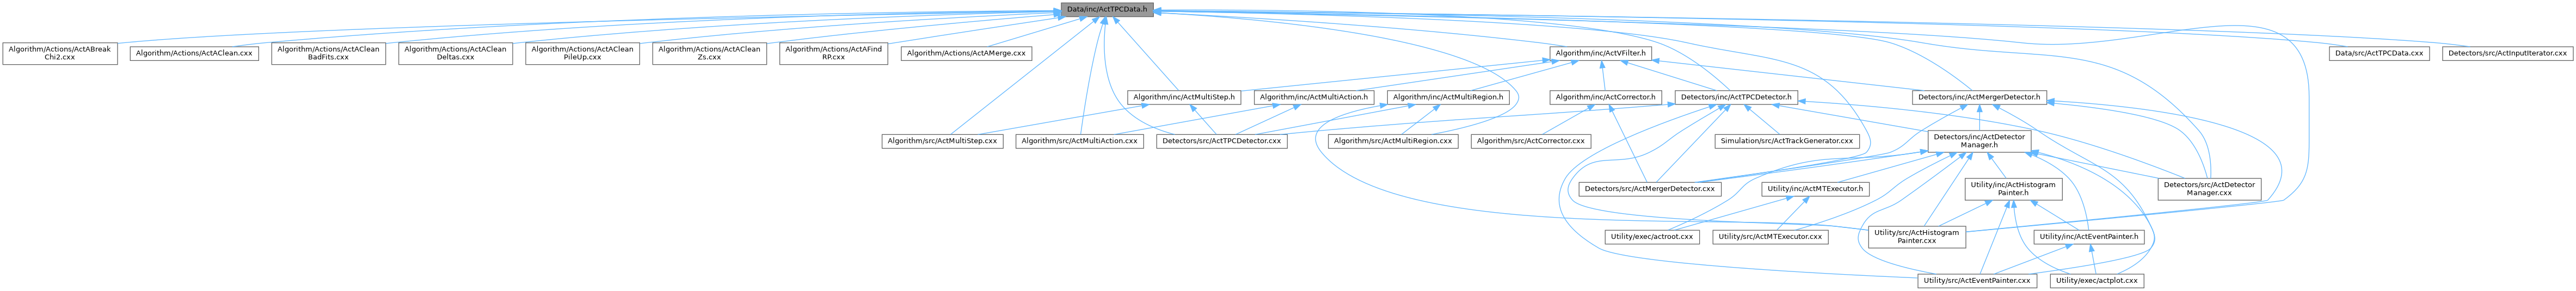 Data/inc/ActTPCData.h
Algorithm/Actions/ActABreak
Chi2.cxx
Algorithm/Actions/ActAClean.cxx
Algorithm/Actions/ActAClean
BadFits.cxx
Algorithm/Actions/ActAClean
Deltas.cxx
Algorithm/Actions/ActAClean
PileUp.cxx
Algorithm/Actions/ActAClean
Zs.cxx
Algorithm/Actions/ActAFind
RP.cxx
Algorithm/Actions/ActAMerge.cxx
Algorithm/inc/ActVFilter.h
Data/src/ActTPCData.cxx
Detectors/src/ActInputIterator.cxx
Algorithm/inc/ActMultiStep.h
Algorithm/inc/ActMultiAction.h
Algorithm/inc/ActMultiRegion.h
Algorithm/inc/ActCorrector.h
Detectors/inc/ActTPCDetector.h
Detectors/inc/ActMergerDetector.h
Algorithm/src/ActMultiStep.cxx
Algorithm/src/ActMultiAction.cxx
Detectors/src/ActTPCDetector.cxx
Algorithm/src/ActMultiRegion.cxx
Algorithm/src/ActCorrector.cxx
Simulation/src/ActTrackGenerator.cxx
Detectors/inc/ActDetector
Manager.h
Detectors/src/ActMergerDetector.cxx
Utility/inc/ActMTExecutor.h
Utility/inc/ActHistogram
Painter.h
Detectors/src/ActDetector
Manager.cxx
Utility/exec/actroot.cxx
Utility/src/ActMTExecutor.cxx
Utility/src/ActHistogram
Painter.cxx
Utility/inc/ActEventPainter.h
Utility/src/ActEventPainter.cxx
Utility/exec/actplot.cxx